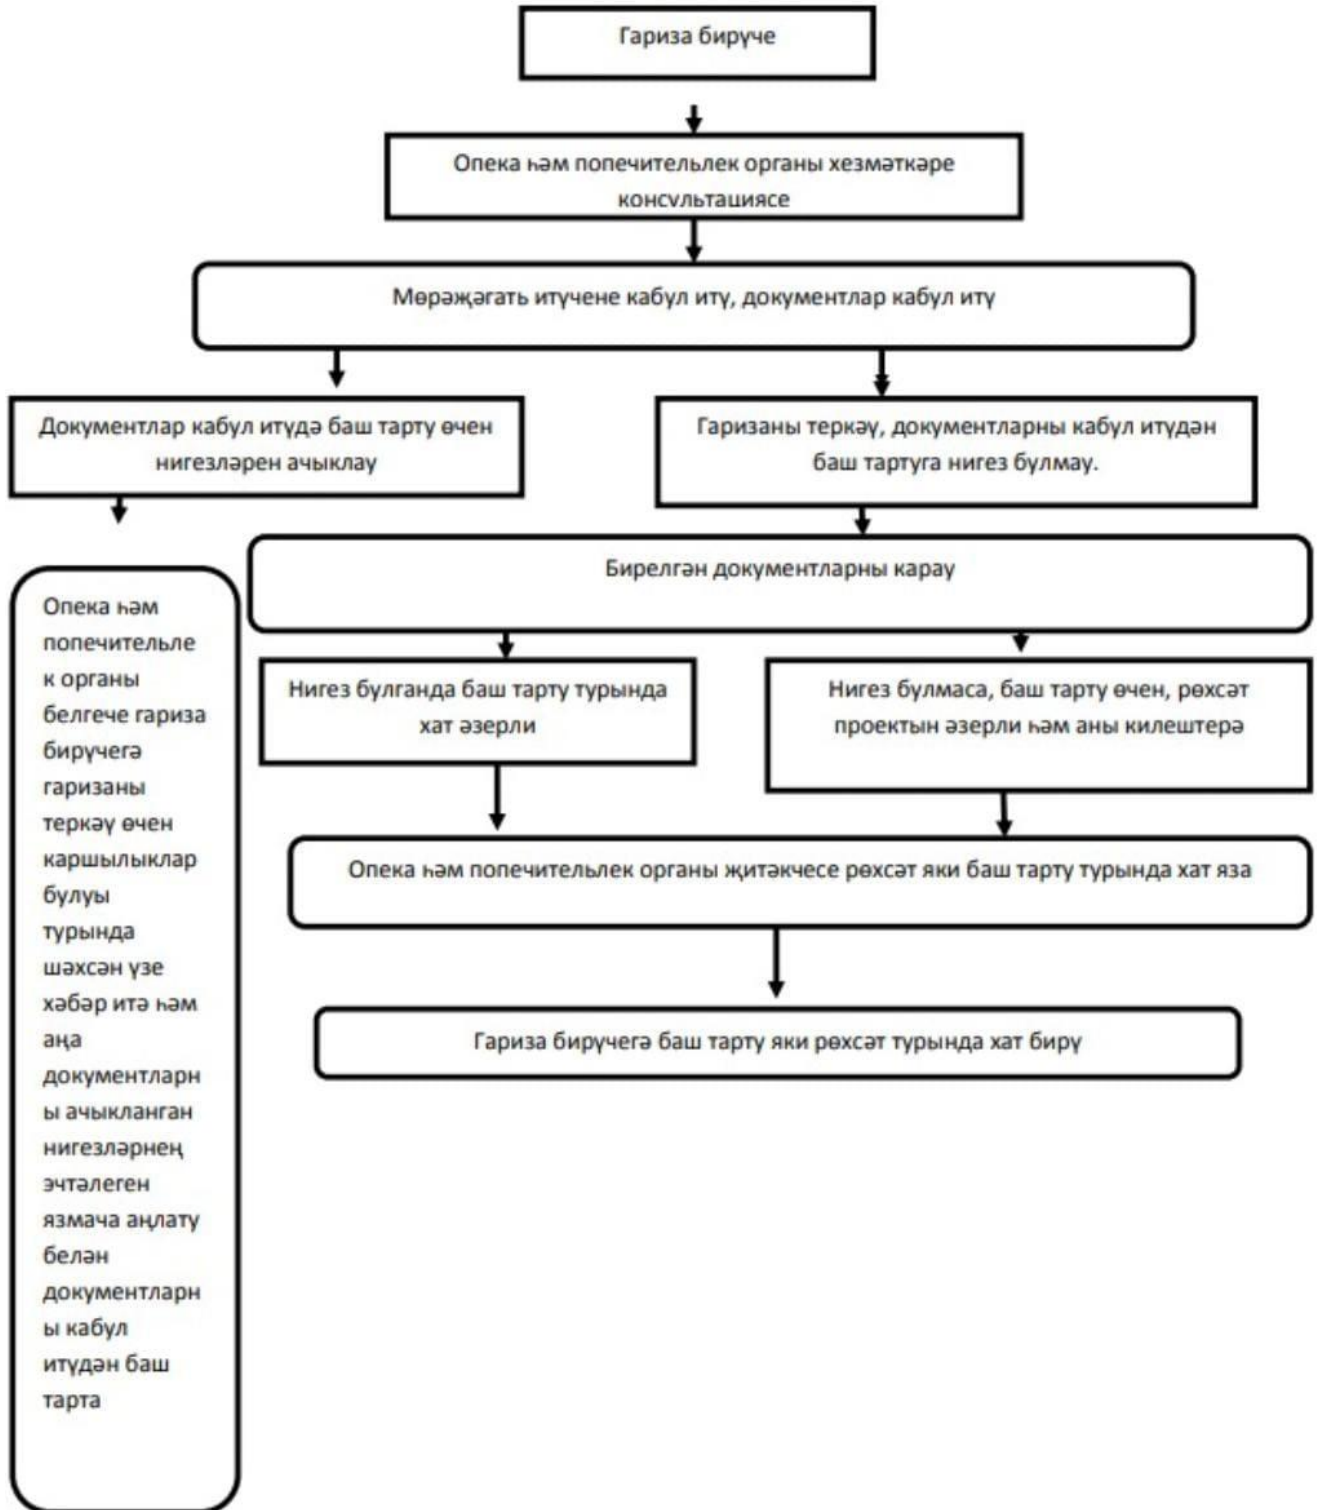 Гариза бирүче
Опека һәм попечительлек органы хезмәткәре
консультациясе
Мөрәҗәгать итүчене кабул итү, документлар кабул итү
Документлар кабул итүдә баш тарту өчен
нигезләрен ачыклау
Гаризаны теркәү, документларны кабул итүдән
баш тартуга нигез булмау.
Бирелгән документларны карау
Опека һәм
попечительле
к органы
белгече гариза
бирүчегә
гаризаны
теркәү өчен
каршылыклар
булуы
турында
шәхсән үзе
хәбәр итә һәм
аңа
документларн
ы ачыкланган
нигезләрнең
эчтәлеген
язмача аңлату
белән
документларн
ы кабул
итүдән баш
тарта
Нигез булганда баш тарту турында
хат әзерли
Нигез булмаса, баш тарту өчен, рөхсәт
проектын әзерли һәм аны килештерә
Опека һәм попечительлек органы җитәкчесе рөхсәт яки баш тарту турында хат яза
Гариза бирүчегә баш тарту яки рөхсәт турында хат бирү